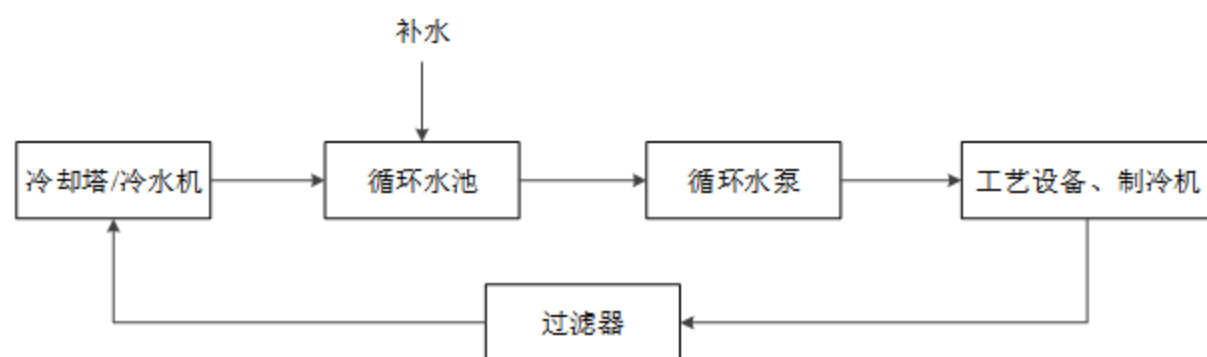 补水
冷却塔/冷水机
循环水池
循环水泵
工艺设备、制冷机
过滤器